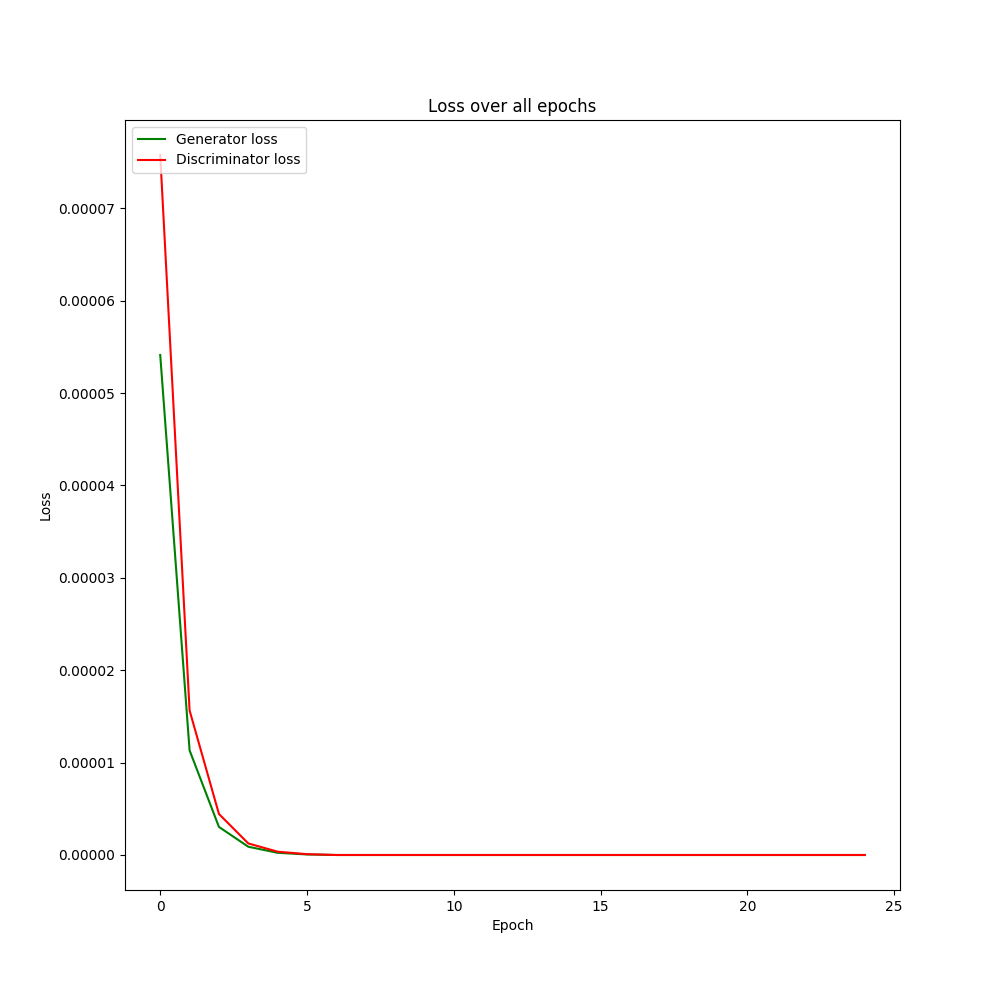 Loss over all epochs
Generator loss
Discriminator loss
0.00007
0.00006
0.00005
0.00004
0.00003
0.00002
0.00001
0.00000
Loss
0 5 10 15 20 25
Epoch